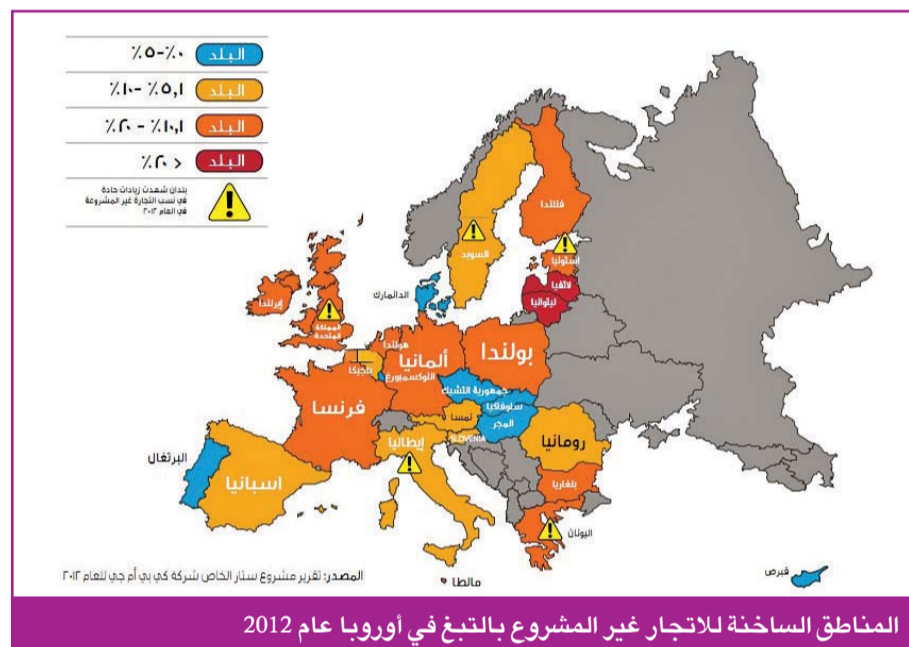 البلد ٠٪-٥٪
البلد ٥,١٪ -١٠٪
البلد ١٠,١٪ - ٢٠٪
البلد > ٢٠٪
بلدان شهدت زيادات حادة
في نسب التجارة غير المشروعة
في العام ٢٠١٢
فنلندا
السويد
استونيا
لاتفيا
ليتوانيا
الدانمارك
إيرلندا
المملكة
المتحدة
هولندا
ألمانيا
بولندا
بلجيكا
اللوكسمبورغ
جمهورية التشيك
سلوفاكيا
فرنسا
نمسا
المجر
SLOVENIA
رومانيا
إيطاليا
البرتغال
اسبانيا
بلغاريا
اليونان
قبرص
مالطا
المصدر: تقرير مشروع ستار الخاص شركة كي بي أم جي للعام ٢٠١٢
المناطق الساخنة للاتجار غير المشروع بالتبغ في أوروبا عام 2012